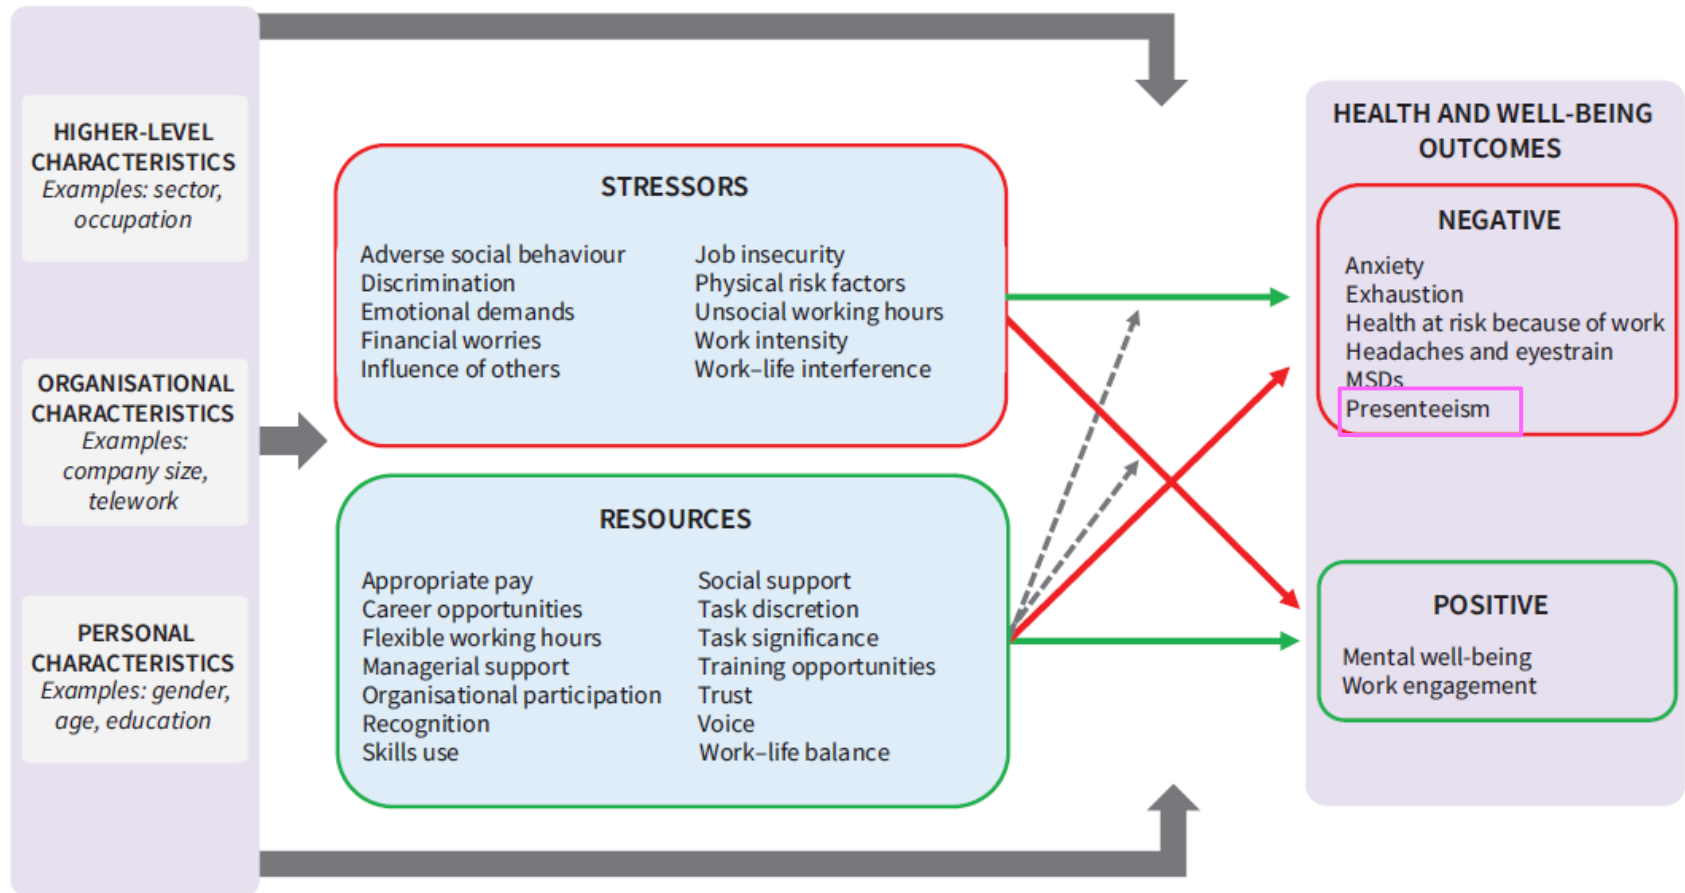 HIGHER-LEVEL
CHARACTERISTICS
Examples: sector,
occupation
ORGANISATIONAL
CHARACTERISTICS
Examples:
company size,
telework
PERSONAL
CHARACTERISTICS
Examples: gender,
age, education
STRESSORS
Adverse social behaviour
Discrimination
Emotional demands
Financial worries
Influence of others
Job insecurity
Physical risk factors
Unsocial working hours
Work intensity
Work–life interference
RESOURCES
Appropriate pay
Career opportunities
Flexible working hours
Managerial support
Organisational participation
Recognition
Skills use
Social support
Task discretion
Task significance
Training opportunities
Trust
Voice
Work–life balance
HEALTH AND WELL-BEING
OUTCOMES
NEGATIVE
Anxiety
Exhaustion
Health at risk because of work
Headaches and eyestrain
MSDs
Presenteeism
POSITIVE
Mental well-being
Work engagement